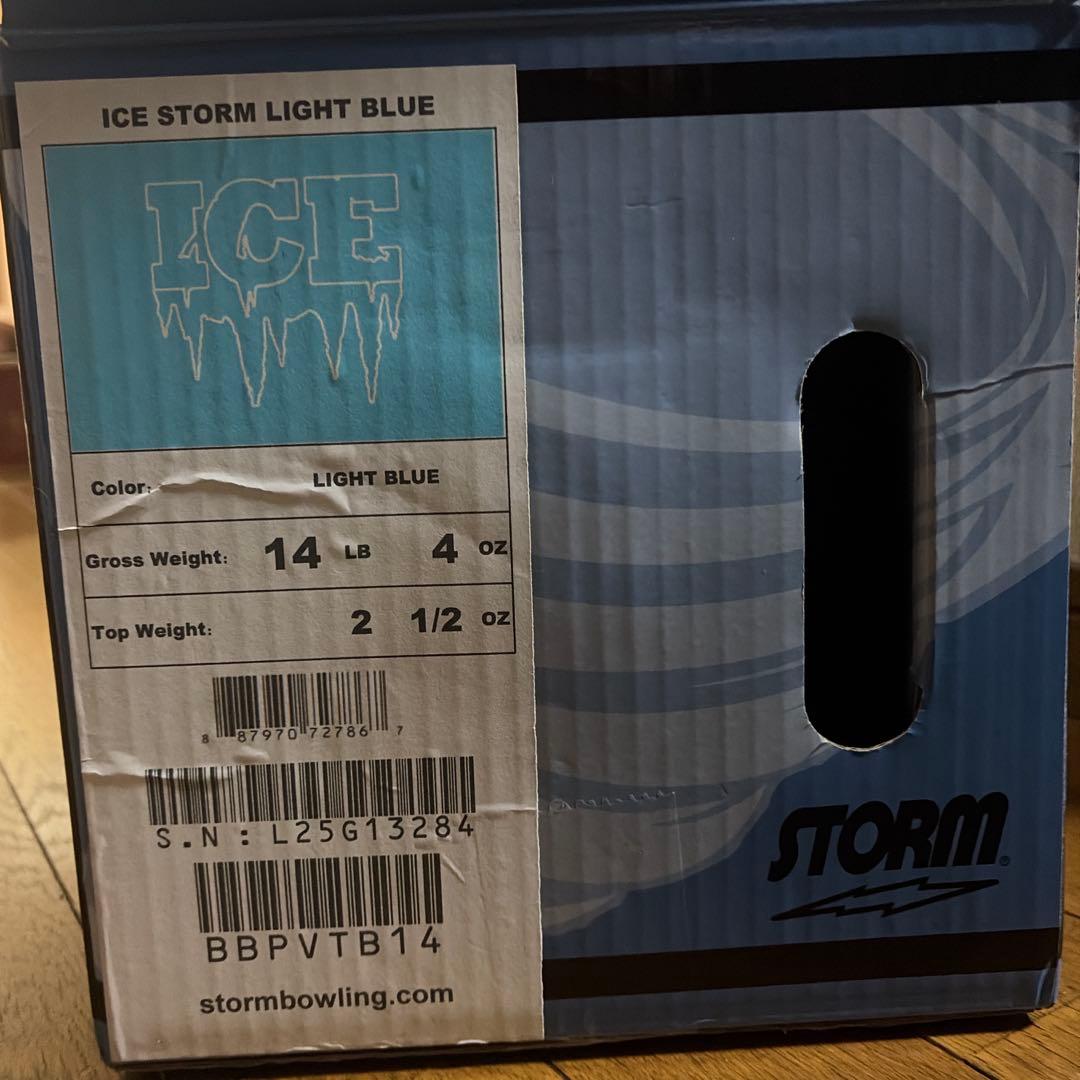 ICE STORM LIGHT BLUE
ICE
Color: LIGHT BLUE
Gross Weight: 14 LB 4 OZ
Top Weight: 2 1/2 OZ
8 87970 72786 7
S.N : L25G13284
BBPVTB14
stormbowling.com
STORM®